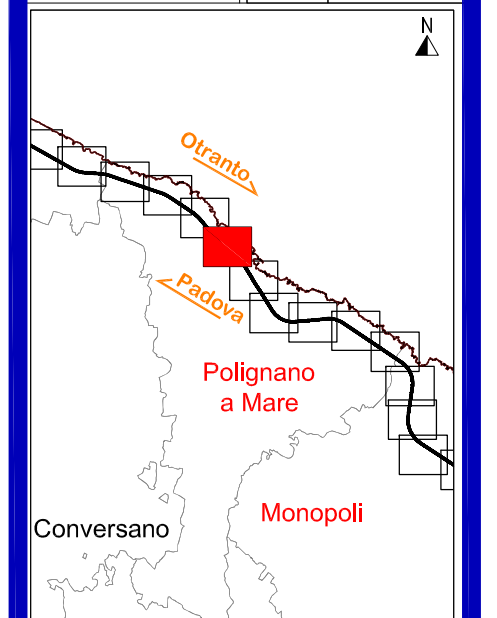 N
Otranto
Padova
Polignano
a Mare
Monopoli
Conversano